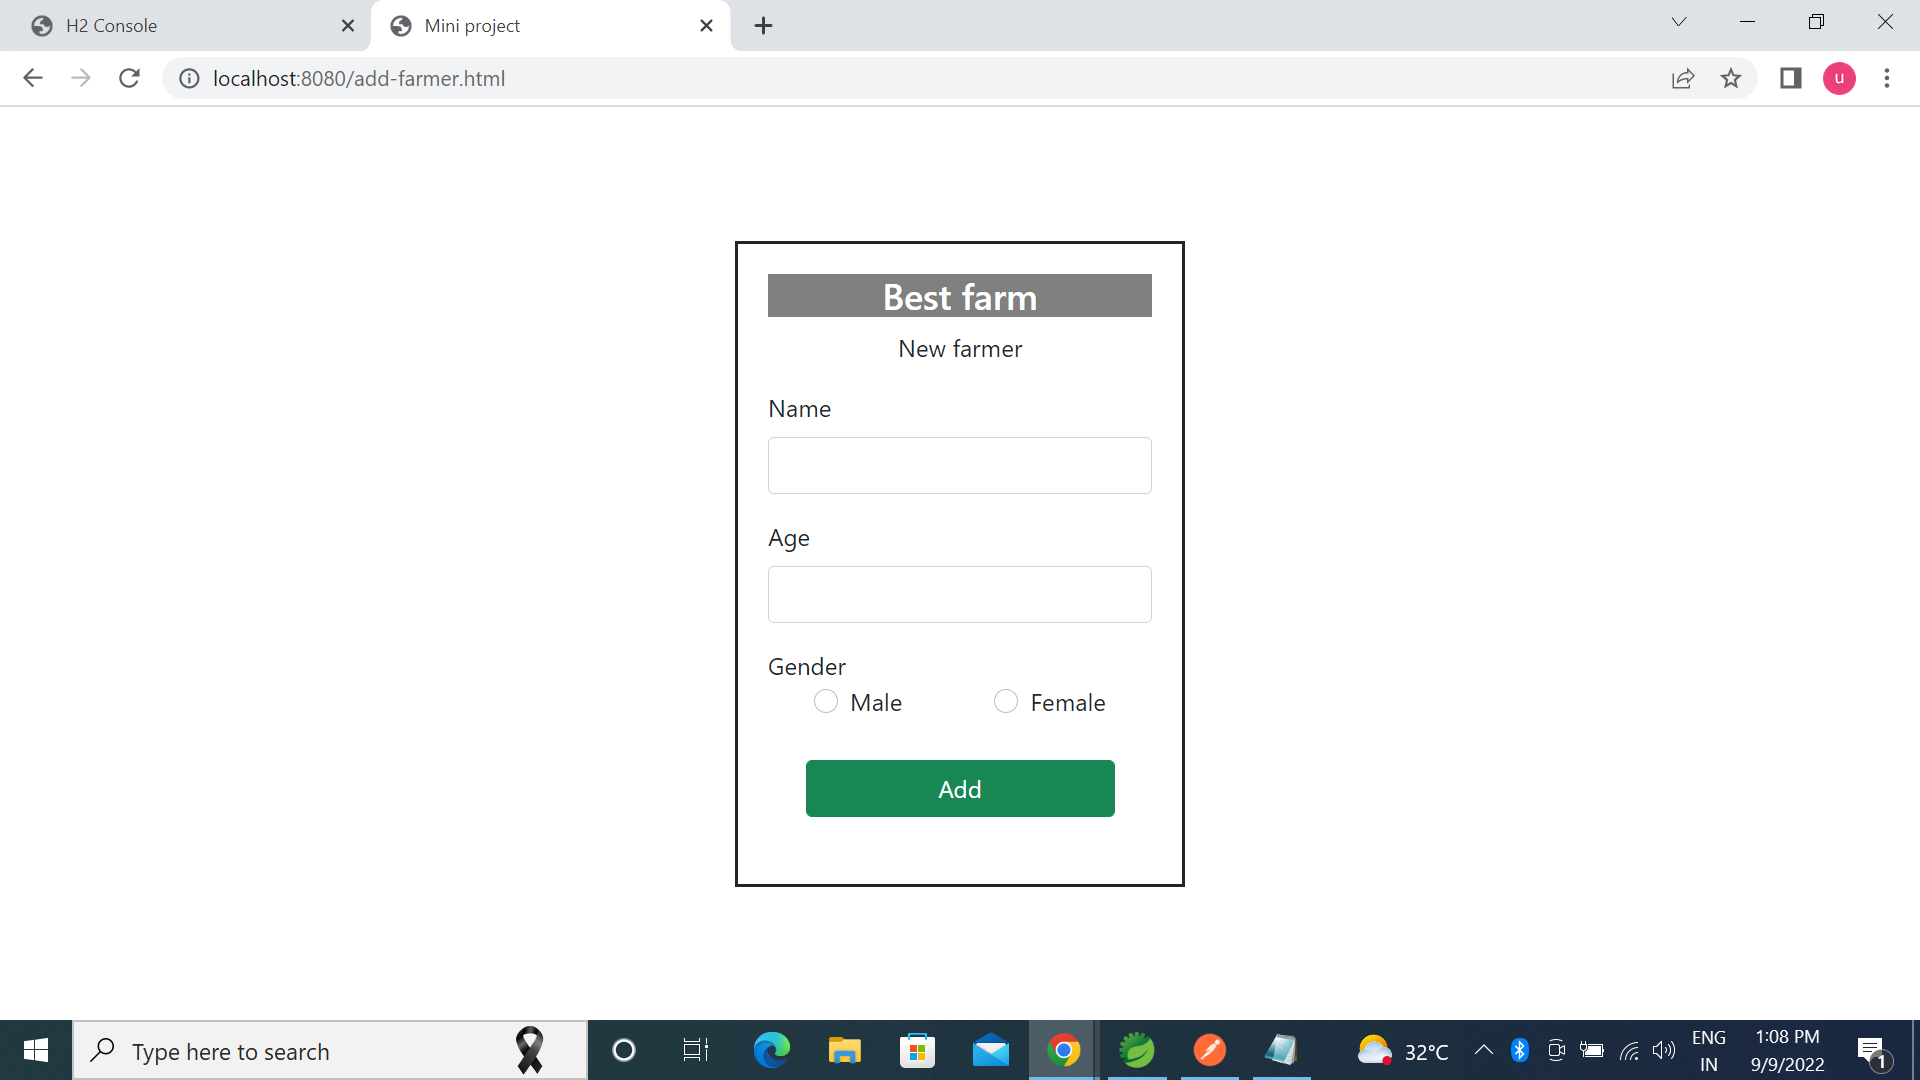 H2 Console
Mini project
localhost:8080/add-farmer.html
u
Best farm
New farmer
Name
Age
Gender
Male Female
Add
Type here to search
32°C
ENG
IN
1:08 PM
9/9/2022
1